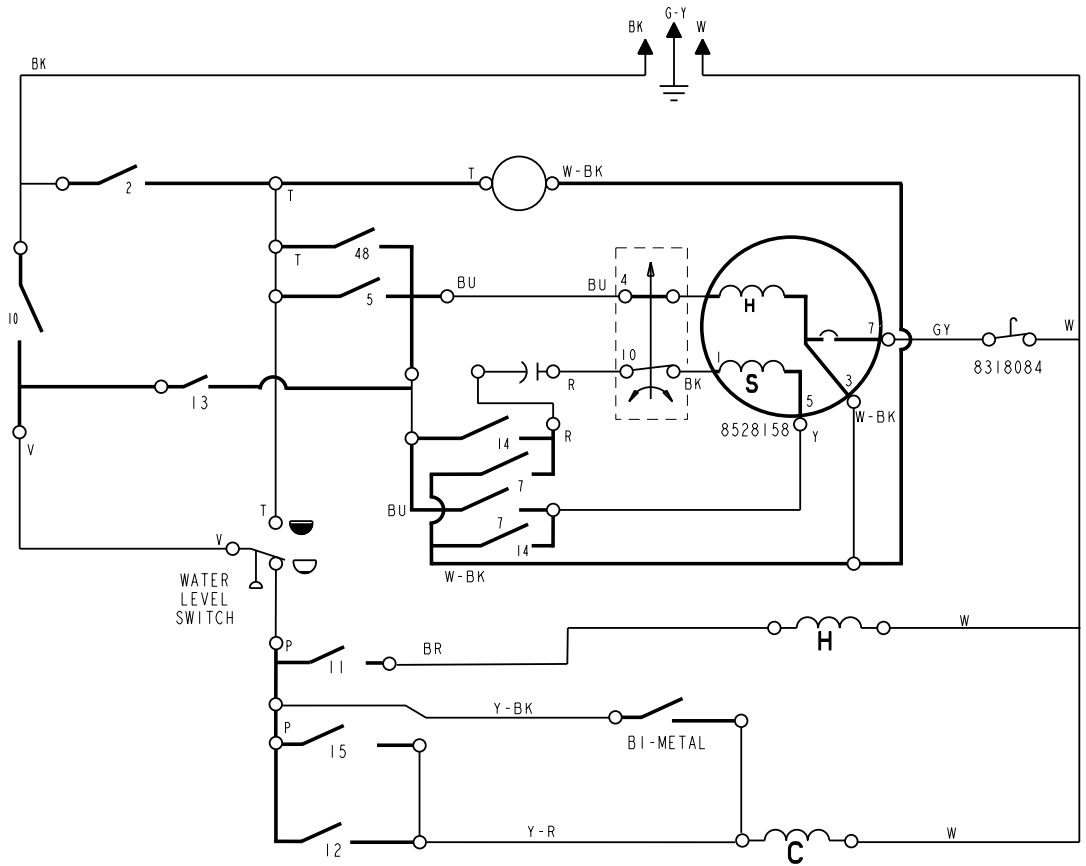 G-Y
BK
W
BK
2
T
T
W-BK
T
48
5
BU
BU
4
H
10
7
GY
W
8318084
13
R
10
BK
1
S
5
3
8528158
Y
W-BK
14
R
7
BU
7
14
W-BK
V
T
V
WATER
LEVEL
SWITCH
P
11
BR
H
W
P
Y-BK
BI-METAL
15
12
Y-R
C
W